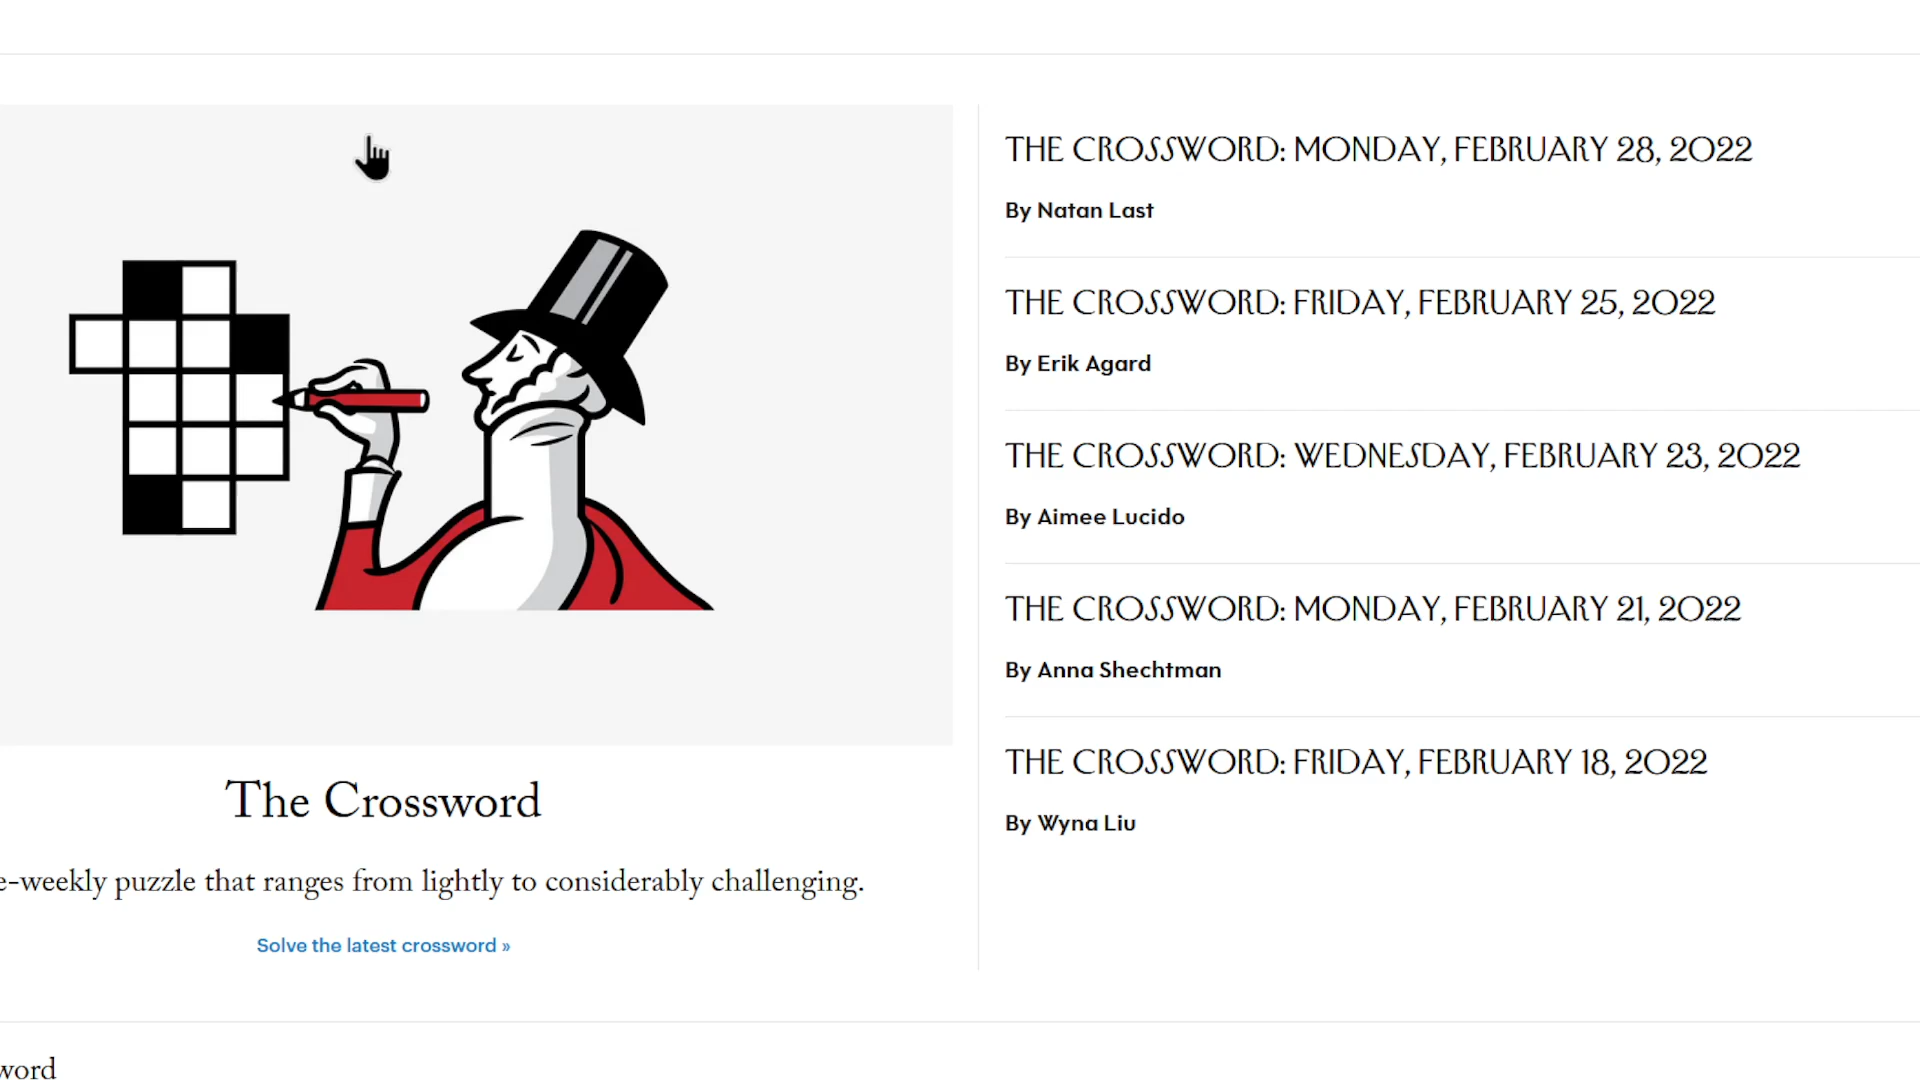 THE CROSSWORD: MONDAY, FEBRUARY 28, 2022
By Natan Last
THE CROSSWORD: FRIDAY, FEBRUARY 25, 2022
By Erik Agard
THE CROSSWORD: WEDNESDAY, FEBRUARY 23, 2022
By Aimee Lucido
THE CROSSWORD: MONDAY, FEBRUARY 21, 2022
By Anna Shechtman
THE CROSSWORD: FRIDAY, FEBRUARY 18, 2022
By Wyna Liu
The Crossword
e-weekly puzzle that ranges from lightly to considerably challenging.
Solve the latest crossword »
word